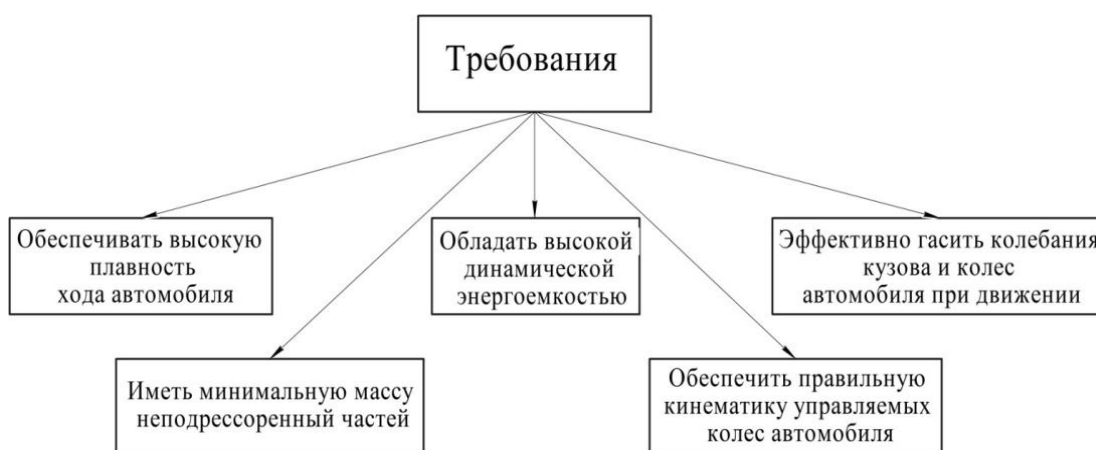 Требования
Обеспечивать высокую
плавность
хода автомобиля
Обладать высокой
динамической
энергоемкостью
Эффективно гасить колебания
кузова и колес
автомобиля при движении
Иметь минимальную массу
неподрессоренный частей
Обеспечить правильную
кинематику управляемых
колес автомобиля